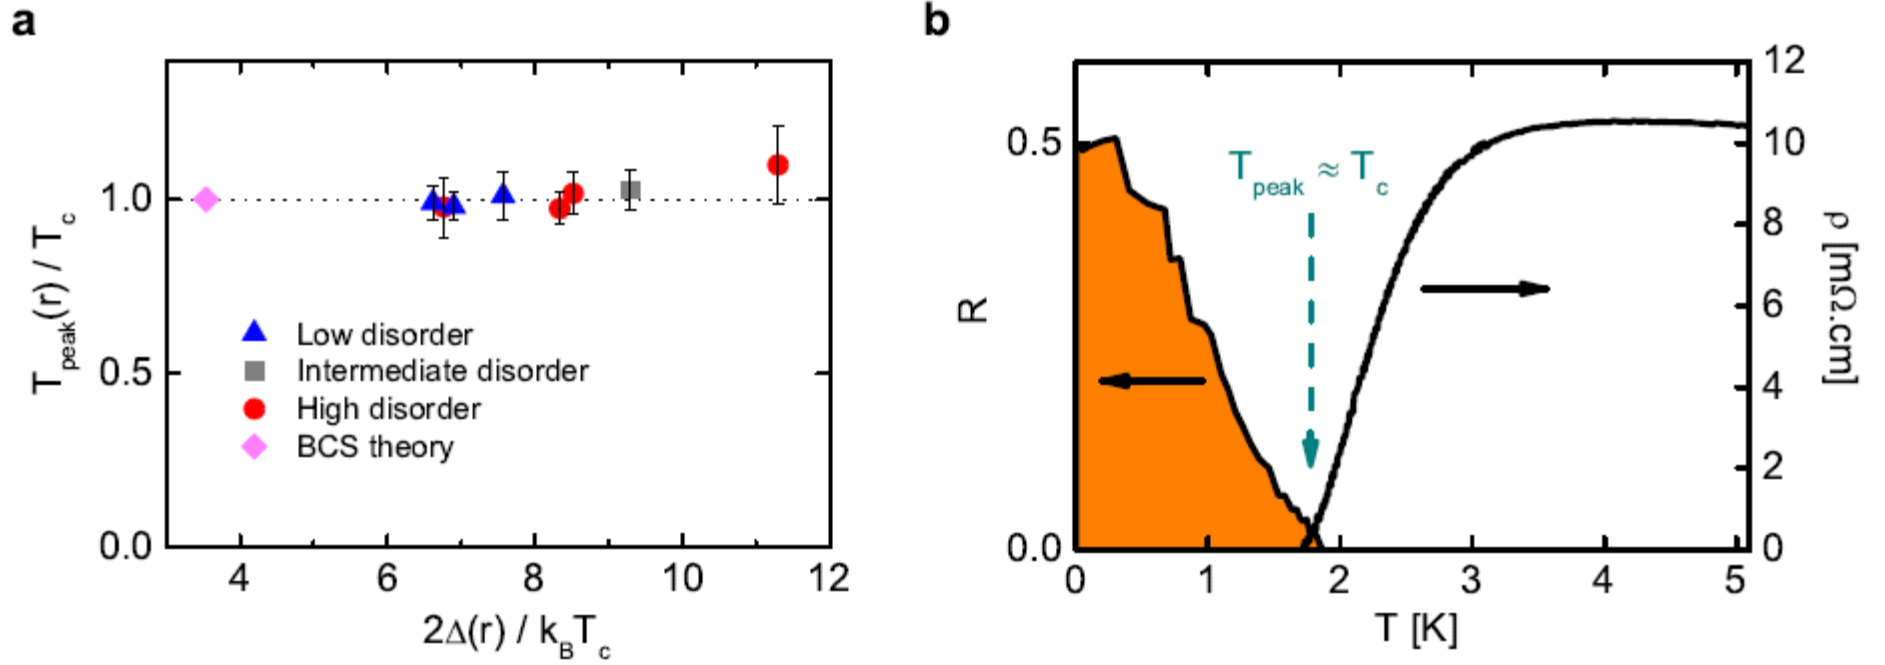 a
T_peak(r) / T_c
1.0
0.5
0.0
Low disorder
Intermediate disorder
High disorder
BCS theory
4 6 8 10 12
2Δ(r) / k_BT_c
b
R
0.5
0.0
T_peak ≈ T_c
12
10
8
6
4
2
0
ρ [mΩ.cm]
0 1 2 3 4 5
T [K]